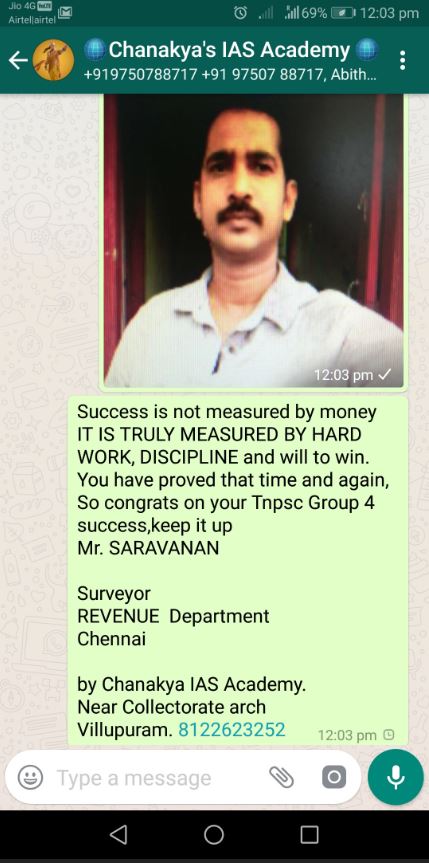 Jio 4G VoLTE
Airtel|airtel
69%
12:03 pm
Chanakya's IAS Academy
+919750788717 +91 97507 88717, Abith...
12:03 pm
Success is not measured by money
IT IS TRULY MEASURED BY HARD
WORK, DISCIPLINE and will to win.
You have proved that time and again,
So congrats on your Tnpsc Group 4
success,keep it up
Mr. SARAVANAN
Surveyor
REVENUE  Department
Chennai
by Chanakya IAS Academy.
Near Collectorate arch
Villupuram. 8122623252
12:03 pm
Type a message